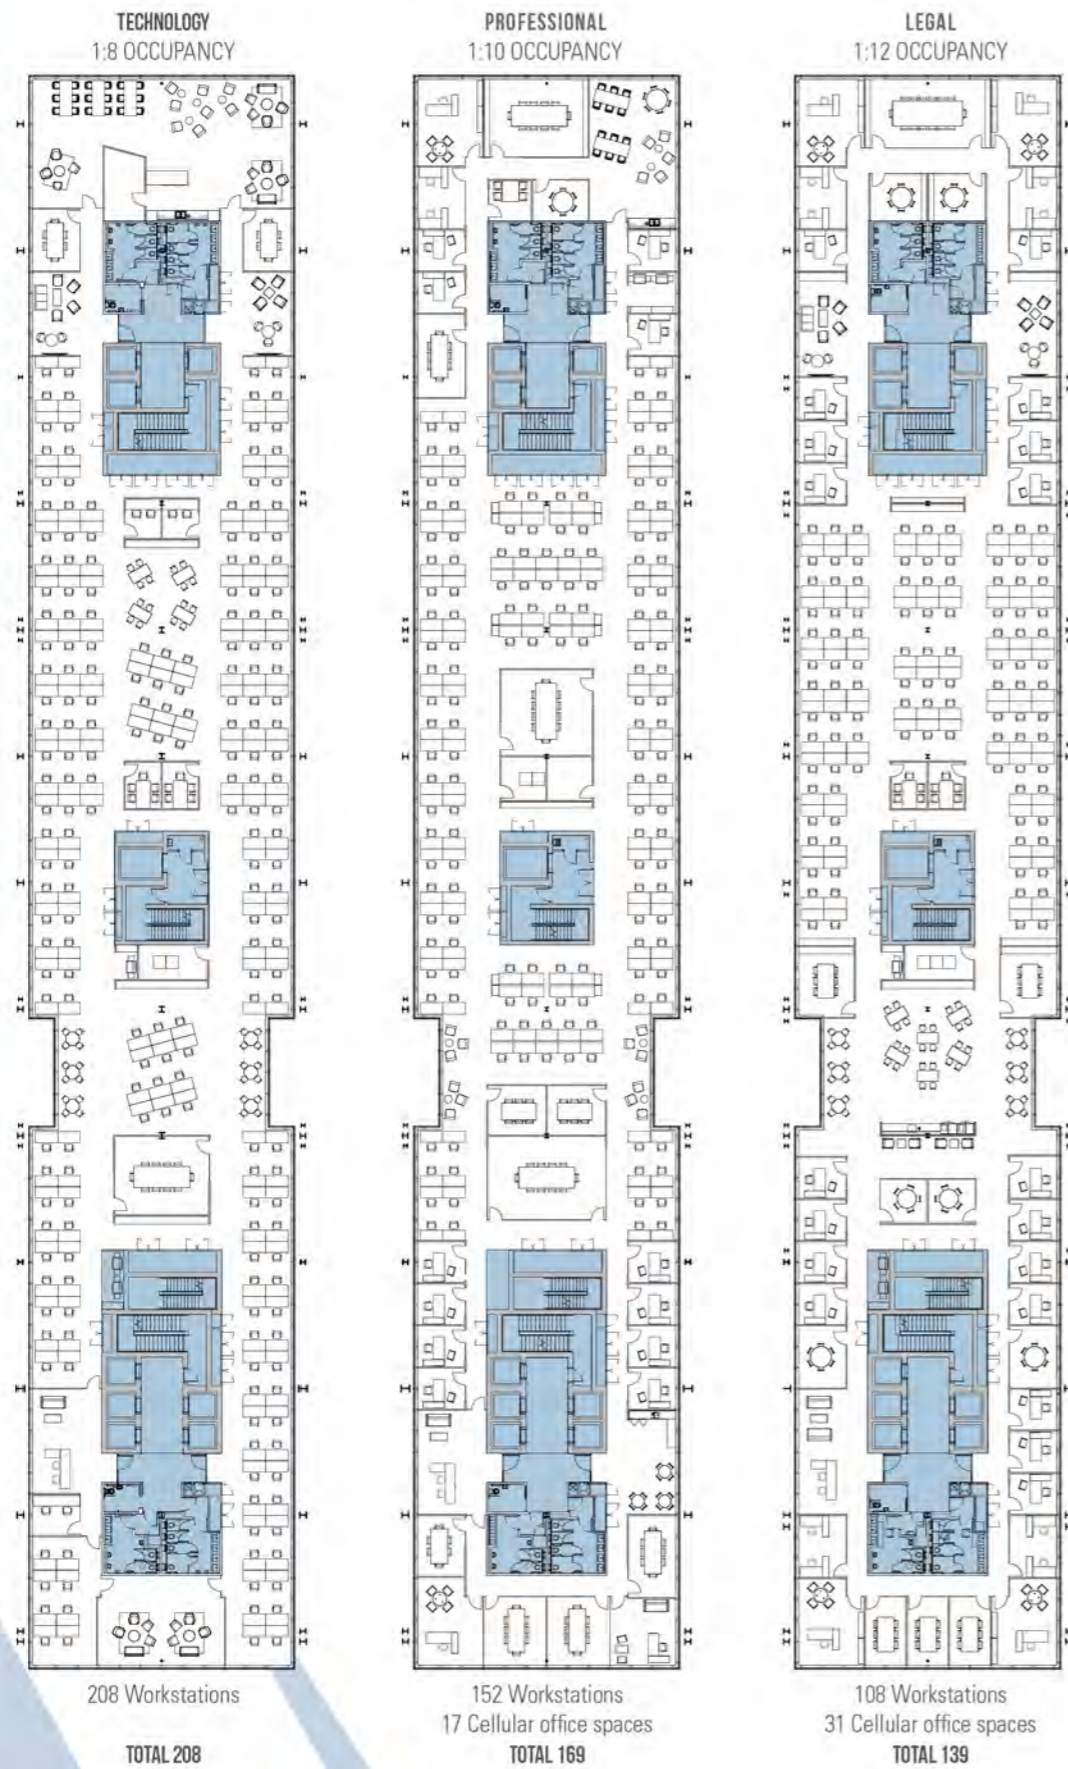 TECHNOLOGY
1:8 OCCUPANCY
PROFESSIONAL
1:10 OCCUPANCY
LEGAL
1:12 OCCUPANCY
208 Workstations
TOTAL 208
152 Workstations
17 Cellular office spaces
TOTAL 169
108 Workstations
31 Cellular office spaces
TOTAL 139